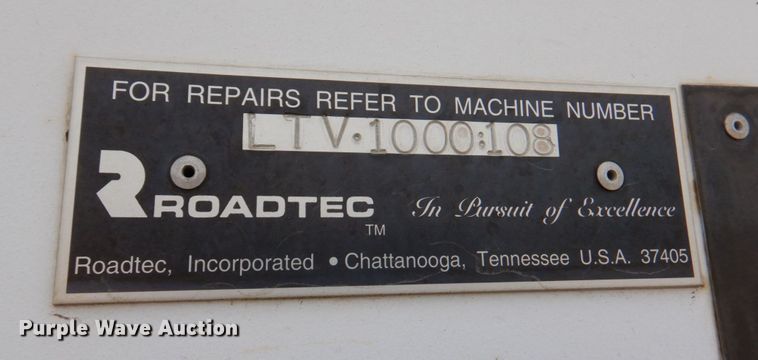 FOR REPAIRS REFER TO MACHINE NUMBER
LTV·1000:108
ROADTEC TM In Pursuit of Excellence
Roadtec, Incorporated • Chattanooga, Tennessee U.S.A. 37405
Purple Wave Auction